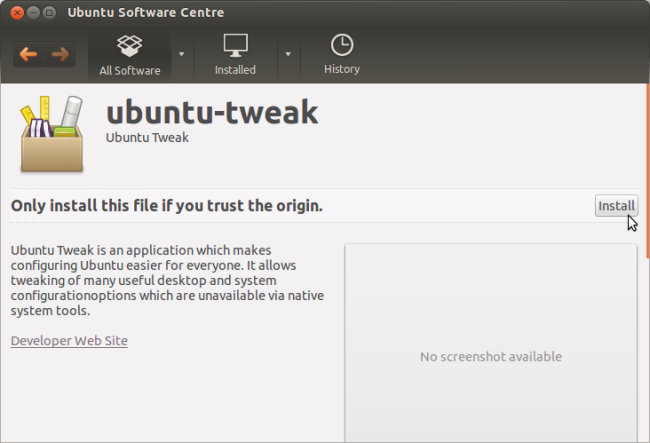 Ubuntu Software Centre
All Software
Installed
History
ubuntu-tweak
Ubuntu Tweak
Only install this file if you trust the origin.
Install
Ubuntu Tweak is an application which makes
configuring Ubuntu easier for everyone. It allows
tweaking of many useful desktop and system
configurationoptions which are unavailable via native
system tools.
Developer Web Site
No screenshot available